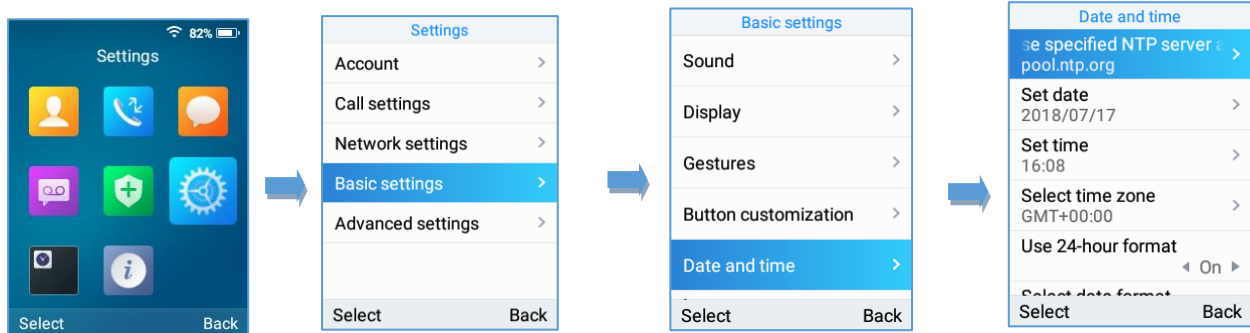 82%
Settings
Select Back
Settings
Account
Call settings
Network settings
Basic settings
Advanced settings
Select Back
Basic settings
Sound
Display
Gestures
Button customization
Date and time
Select Back
Date and time
se specified NTP server a
pool.ntp.org
Set date
2018/07/17
Set time
16:08
Select time zone
GMT+00:00
Use 24-hour format
On
Select date format
Select Back